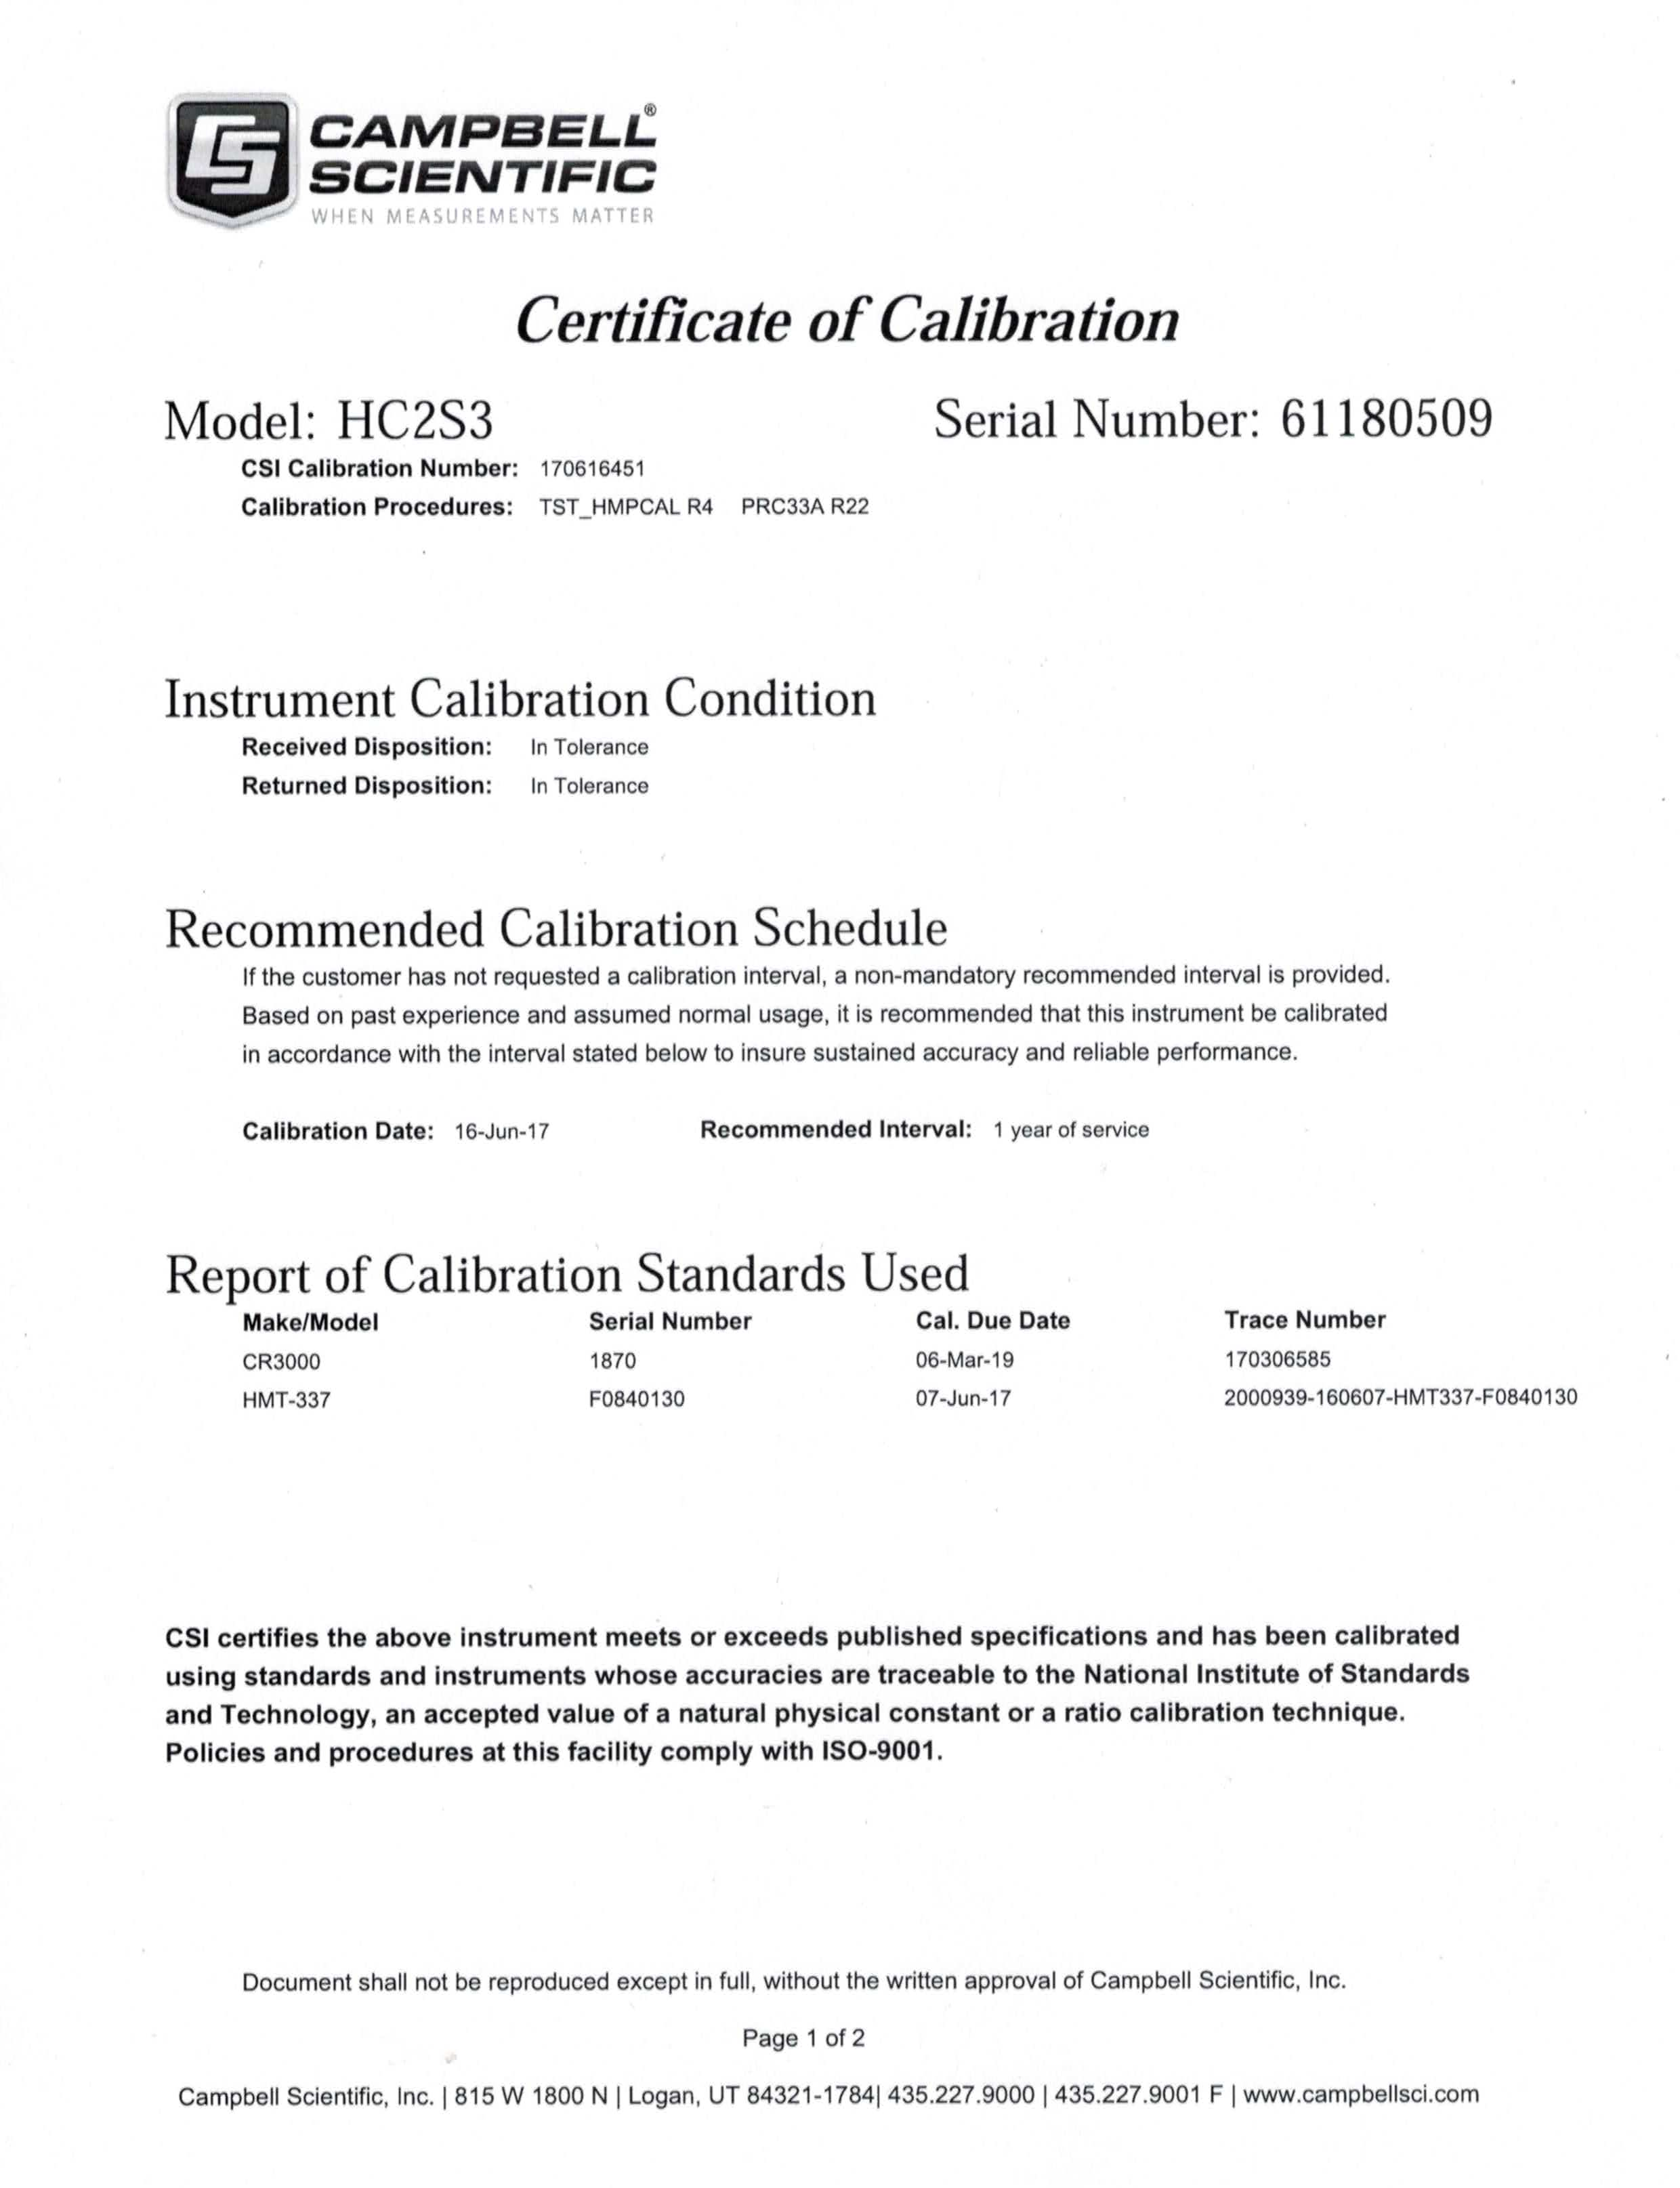 CAMPBELL®
SCIENTIFIC
WHEN MEASUREMENTS MATTER
Certificate of Calibration
Model: HC2S3 Serial Number: 61180509
CSI Calibration Number: 170616451
Calibration Procedures: TST_HMPCAL R4 PRC33A R22
Instrument Calibration Condition
Received Disposition: In Tolerance
Returned Disposition: In Tolerance
Recommended Calibration Schedule
If the customer has not requested a calibration interval, a non-mandatory recommended interval is provided.
Based on past experience and assumed normal usage, it is recommended that this instrument be calibrated
in accordance with the interval stated below to insure sustained accuracy and reliable performance.
Calibration Date: 16-Jun-17 Recommended Interval: 1 year of service
Report of Calibration Standards Used
Make/Model Serial Number Cal. Due Date Trace Number
CR3000 1870 06-Mar-19 170306585
HMT-337 F0840130 07-Jun-17 2000939-160607-HMT337-F0840130
CSI certifies the above instrument meets or exceeds published specifications and has been calibrated
using standards and instruments whose accuracies are traceable to the National Institute of Standards
and Technology, an accepted value of a natural physical constant or a ratio calibration technique.
Policies and procedures at this facility comply with ISO-9001.
Document shall not be reproduced except in full, without the written approval of Campbell Scientific, Inc.
Page 1 of 2
Campbell Scientific, Inc. | 815 W 1800 N | Logan, UT 84321-1784| 435.227.9000 | 435.227.9001 F | www.campbellsci.com